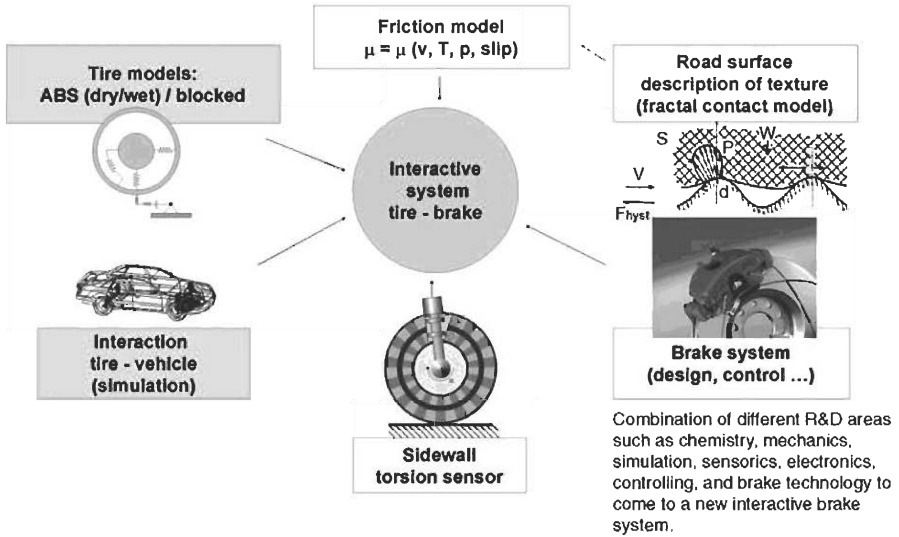 Friction model
μ = μ (v, T, p, slip)
Tire models:
ABS (dry/wet) / blocked
Road surface
description of texture
(fractal contact model)
S
P
W
L
V
d
Fhyst
Interactive
system
tire - brake
Interaction
tire - vehicle
(simulation)
Brake system
(design, control ...)
Sidewall
torsion sensor
Combination of different R&D areas
such as chemistry, mechanics,
simulation, sensorics, electronics,
controlling, and brake technology to
come to a new interactive brake
system.